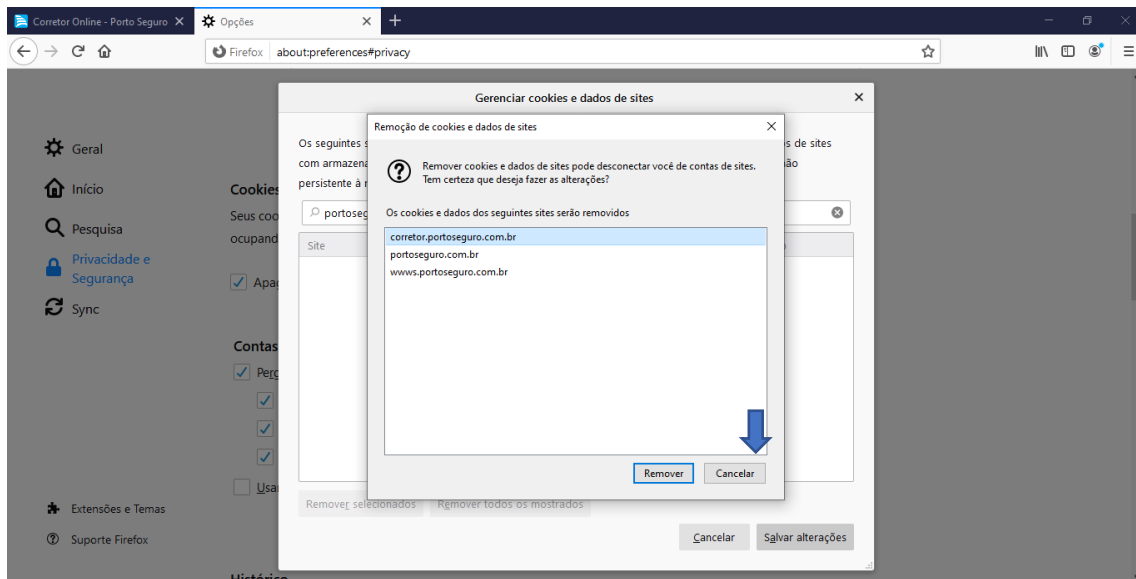 Corretor Online - Porto Seguro
Opções
Firefox about:preferences#privacy
Gerenciar cookies e dados de sites
Remoção de cookies e dados de sites
Os seguintes
s de sites
com armazena
ão
persistente à
Remover cookies e dados de sites pode desconectar você de contas de sites.
Tem certeza que deseja fazer as alterações?
Geral
Início
Pesquisa
Privacidade e
Segurança
Sync
Cookies
Seus coo
ocupand
Apag
portoseg
Os cookies e dados dos seguintes sites serão removidos
Site
corretor.portoseguro.com.br
portoseguro.com.br
wwws.portoseguro.com.br
Contas
Perg
Usa
Remover
Cancelar
Remover selecionados
Remover todos os mostrados
Extensões e Temas
Suporte Firefox
Cancelar
Salvar alterações
Histórico